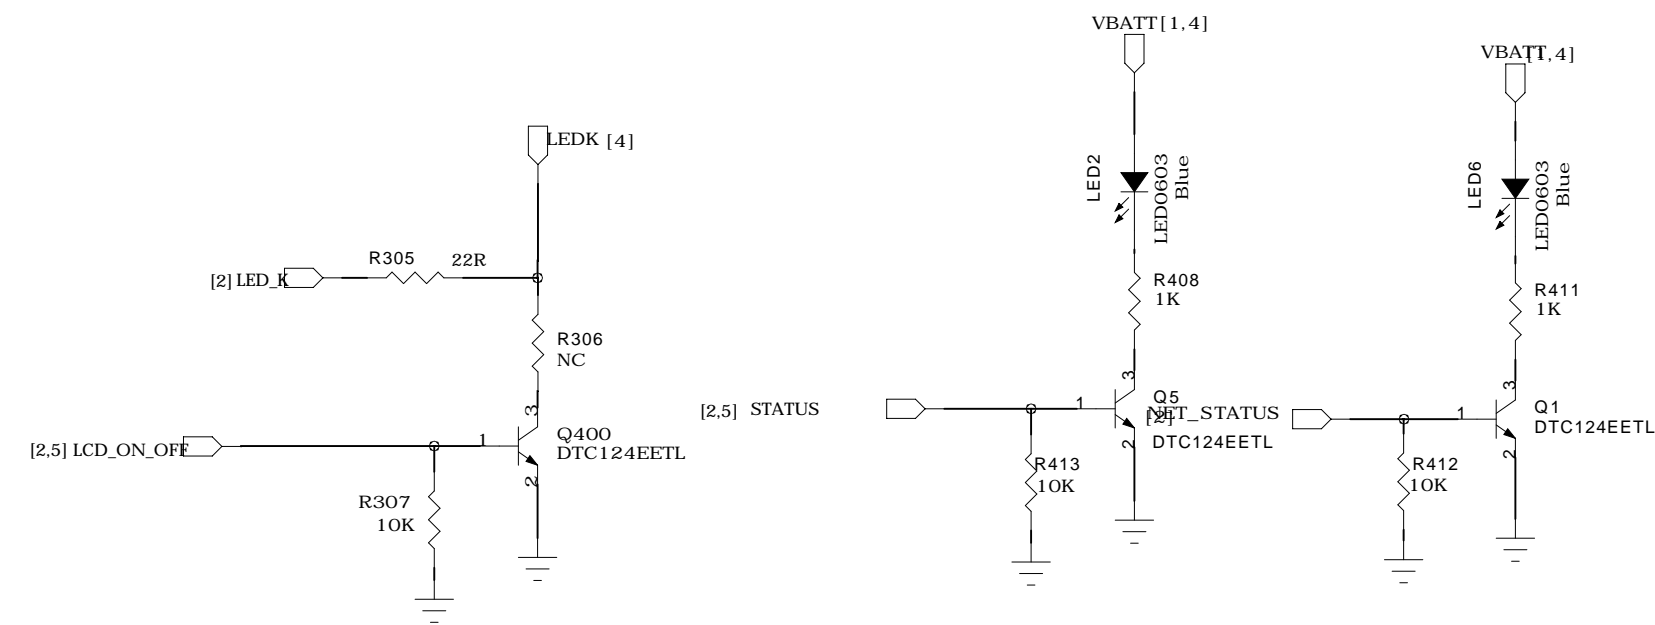 VBATT[1,4]
VBATT[1,4]
LEDK [4]
LED2
LED0603
Blue
LED6
LED0603
Blue
R305
22R
[2] LED_K
R408
1K
R411
1K
R306
NC
3
3
3
[2,5] STATUS
1
Q5
NET_STATUS
[2]
DTC124EETL
2
1
Q1
DTC124EETL
2
[2,5] LCD_ON_OFF
1
Q400
DTC124EETL
2
R413
10K
R412
10K
R307
10K